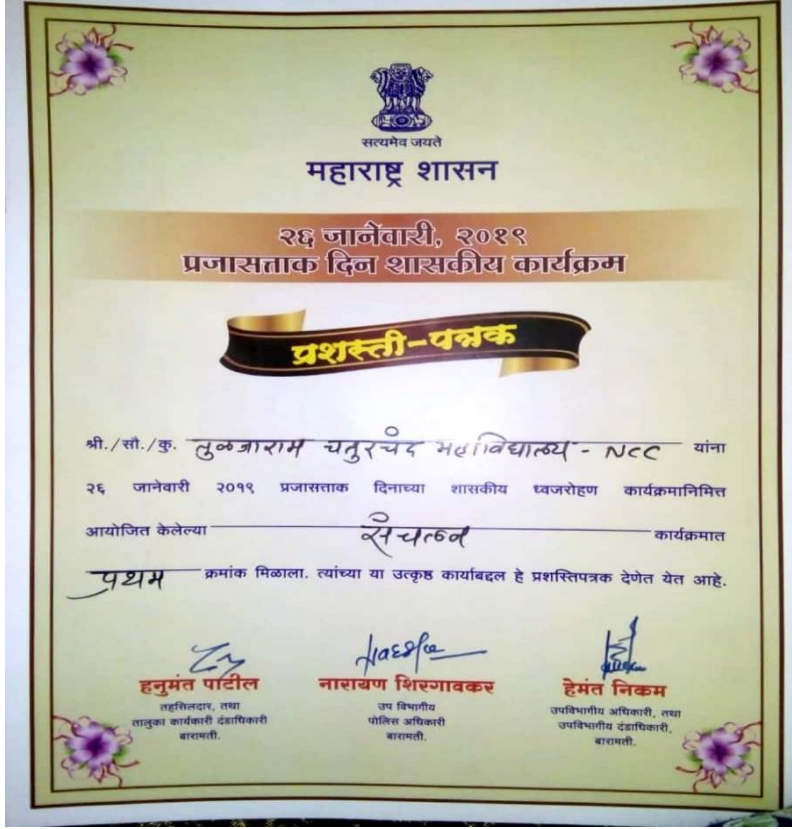 सत्यमेव जयते
महाराष्ट्र शासन
२६ जानेवारी, २०१९
प्रजासत्ताक दिन शासकीय कार्यक्रम
प्रशस्ती-पत्रक
श्री./सौ./कु. तुळजाराम चतुरचंद महाविद्यालय - NCC यांना
२६ जानेवारी २०१९ प्रजासत्ताक दिनाच्या शासकीय ध्वजरोहण कार्यक्रमानिमित्त
आयोजित केलेल्या संचलन कार्यक्रमात
प्रथम क्रमांक मिळाला. त्यांच्या या उत्कृष्ठ कार्याबद्दल हे प्रशस्तिपत्रक देणेत येत आहे.
हनुमंत पाटील
तहसिलदार, तथा
तालुका कार्यकारी दंडाधिकारी
बारामती.
नारायण शिरगावकर
उप विभागीय
पोलिस अधिकारी
बारामती.
हेमंत निकम
उपविभागीय अधिकारी, तथा
उपविभागीय दंडाधिकारी,
बारामती.